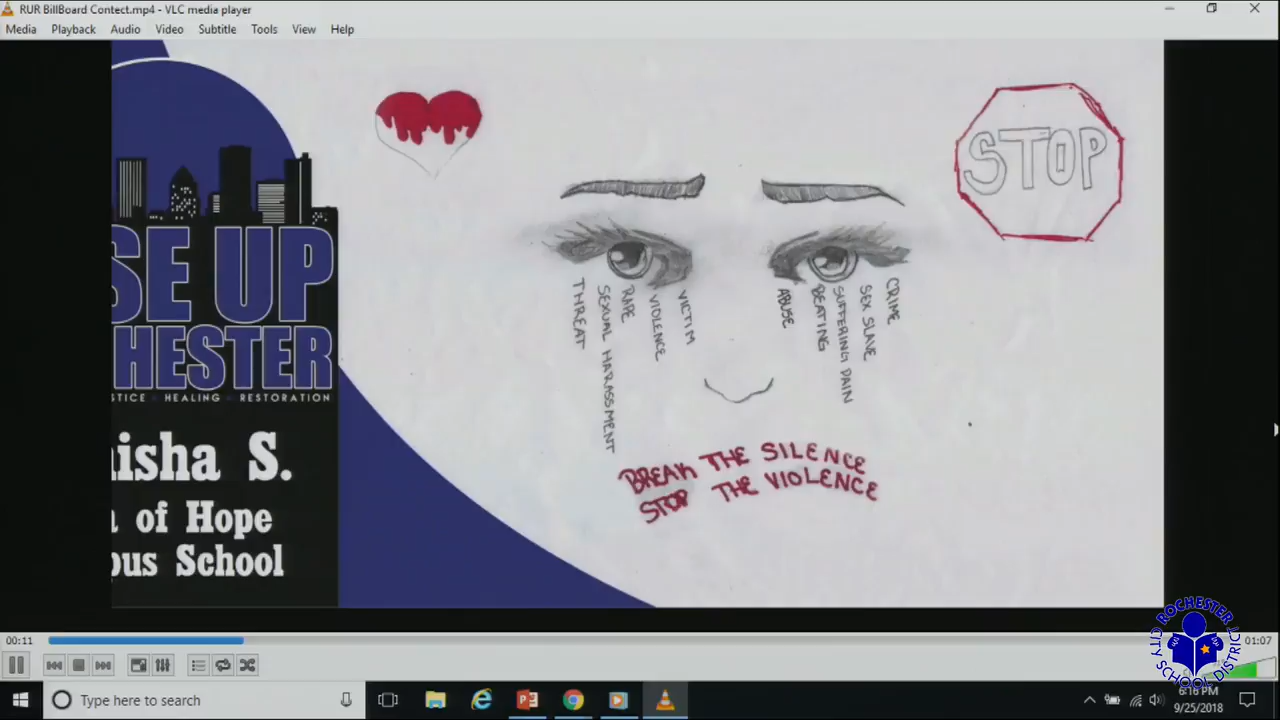 RUR BillBoard Contect.mp4 - VLC media player
Media Playback Audio Video Subtitle Tools View Help
STOP
SE UP
HESTER
STICE • HEALING • RESTORATION
isha S.
of Hope
pus School
THREAT
SEXUAL HARASSMENT
RAPE
VIOLENCE
VICTIM
ABUSE
BEATING
SUFFERING PAIN
SEX SLAVE
CRIME
BREAK THE SILENCE
STOP THE VIOLENCE
00:11
01:07
ROCHESTER
CITY SCHOOL DISTRICT
Type here to search
6:16 PM
9/25/2018